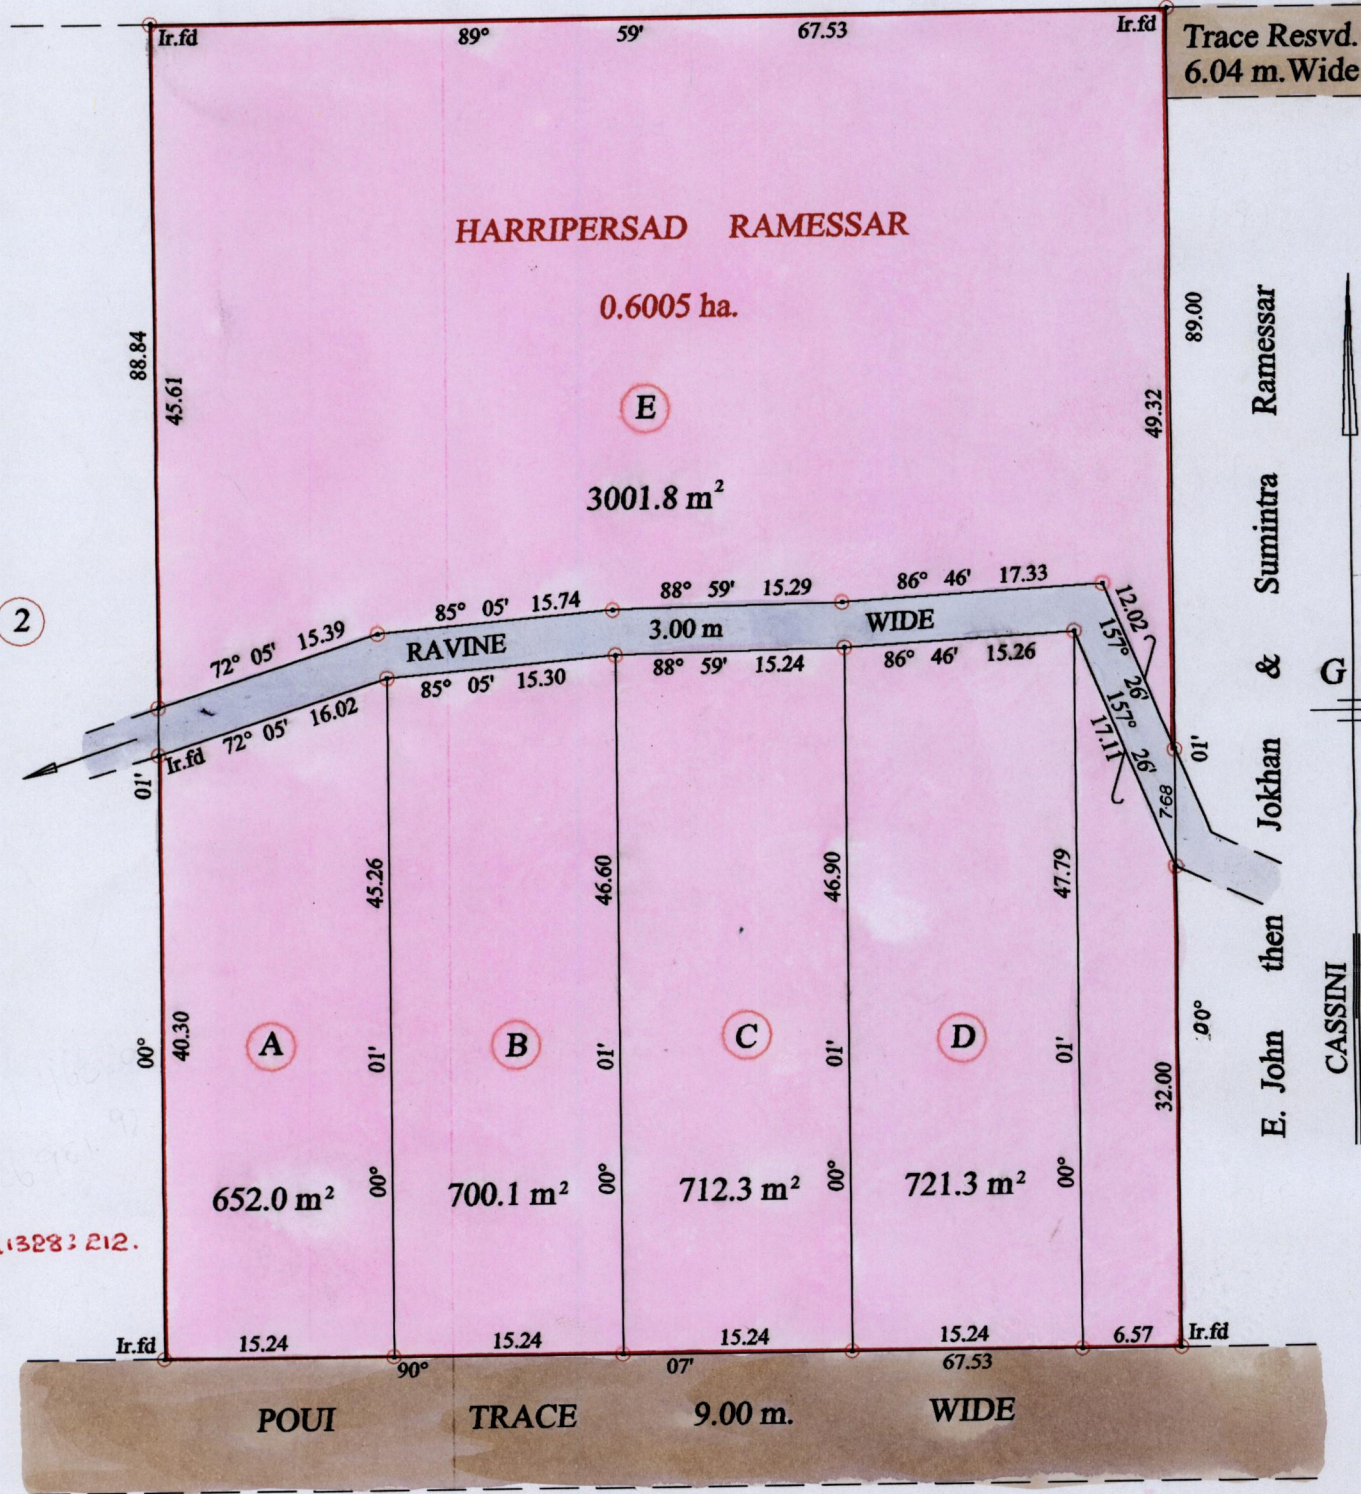 Ir.fd
89° 59' 67.53
Ir.fd
Trace Resvd.
6.04 m. Wide
HARRIPERSAD RAMESSAR
0.6005 ha.
88.84
45.61
E
3001.8 m²
49.32
89.00
E. John then Jokhan & Sumintra Ramessar
G
CASSINI
2
72° 05' 15.39
85° 05' 15.74
88° 59' 15.29
86° 46' 17.33
12.02
157° 26'
RAVINE 3.00 m WIDE
72° 05' 16.02
85° 05' 15.30
88° 59' 15.24
86° 46' 15.26
157° 26'
17.11
7.68
Ir.fd
01'
01'
00°
40.30
45.26
46.60
46.90
47.79
A
B
C
D
01'
01'
01'
01'
00°
32.00
652.0 m²
00°
700.1 m²
00°
712.3 m²
00°
721.3 m²
00°
1328: 212.
Ir.fd
15.24
15.24
15.24
15.24
6.57
Ir.fd
90° 07' 67.53
POUI TRACE 9.00 m. WIDE